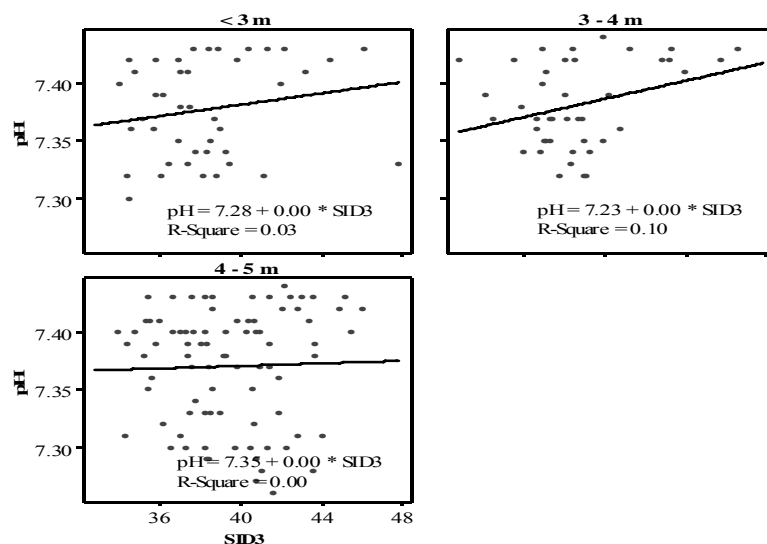 < 3 m
3 - 4 m
7.40
7.35
7.30
pH
pH = 7.28 + 0.00 * SID3
R-Square = 0.03
pH = 7.23 + 0.00 * SID3
R-Square = 0.10
4 - 5 m
7.40
7.35
7.30
pH
pH = 7.35 + 0.00 * SID3
R-Square = 0.00
36 40 44 48
SID3